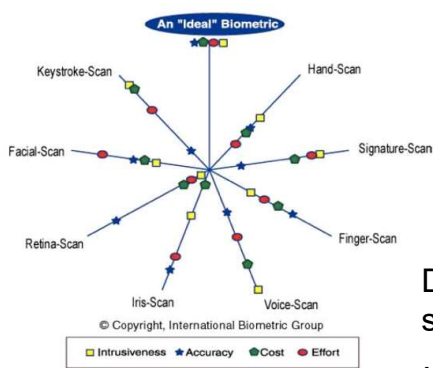 An "Ideal" Biometric
Keystroke-Scan
Hand-Scan
Facial-Scan
Signature-Scan
Retina-Scan
Finger-Scan
Iris-Scan
Voice-Scan
© Copyright, International Biometric Group
Intrusiveness Accuracy Cost Effort
D
s